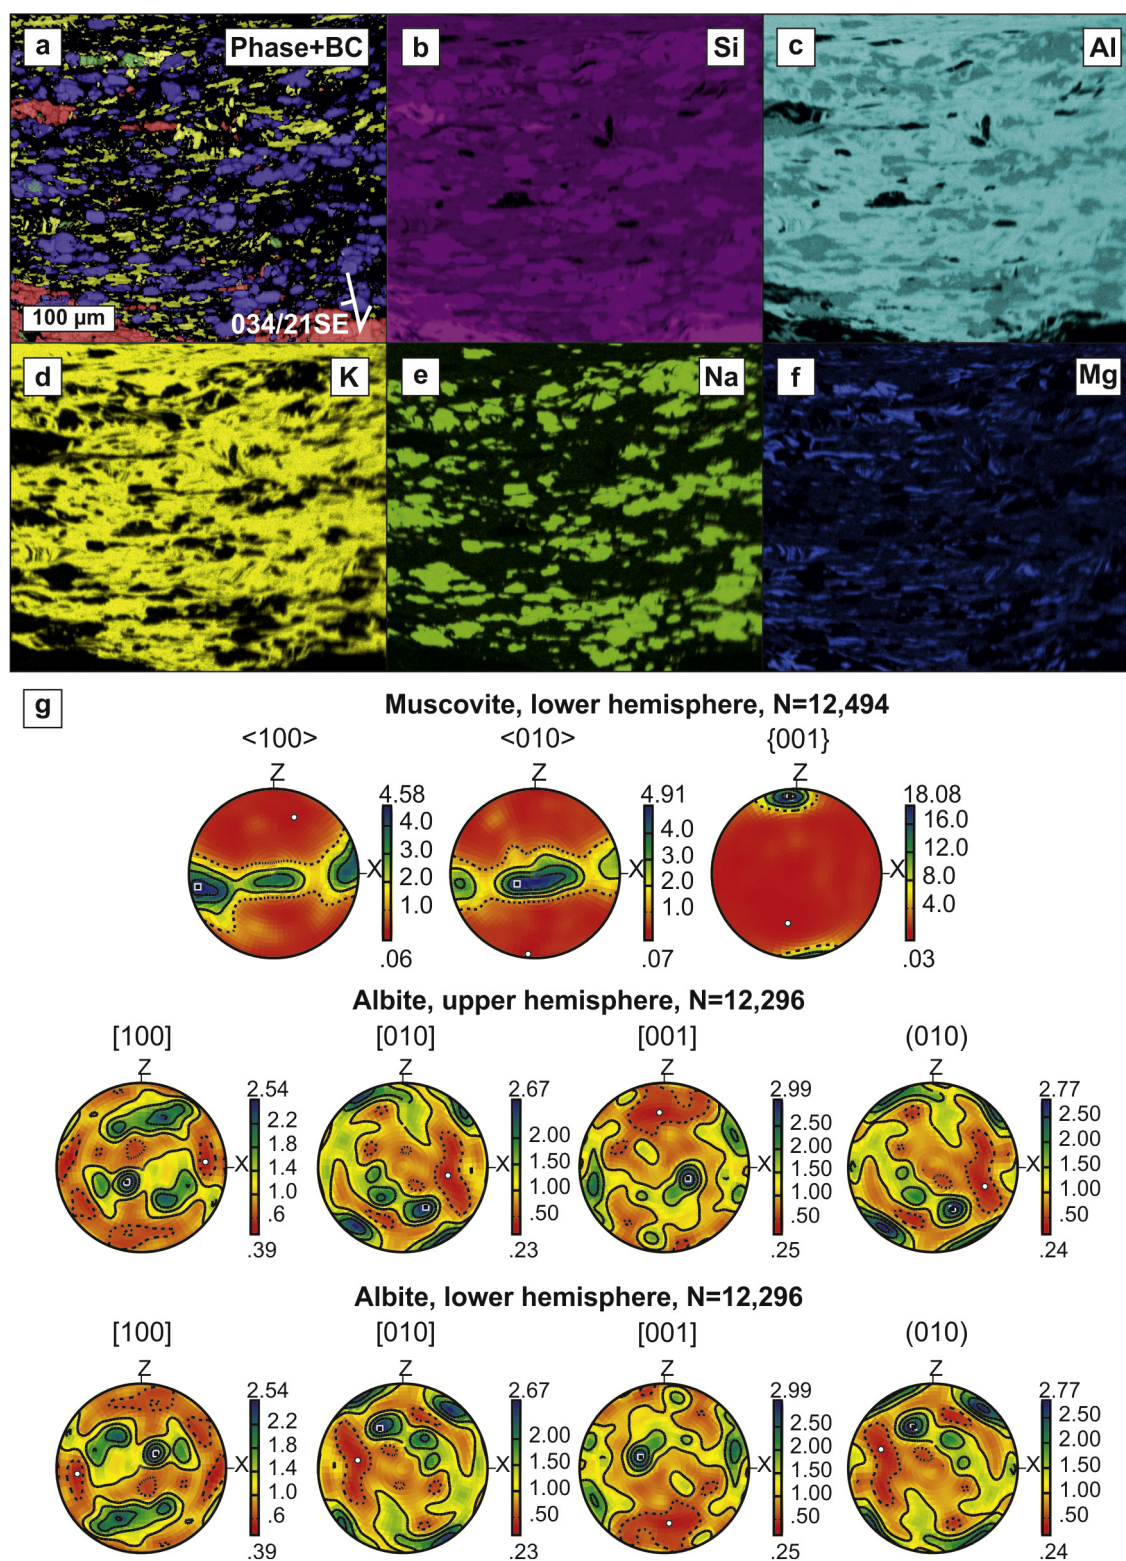 a Phase+BC b Si c Al
100 µm 034/21SE
d K e Na f Mg
g
Muscovite, lower hemisphere, N=12,494
<100> <010> {001}
Z Z Z
4.58 4.91 18.08
4.0 4.0 16.0
3.0 3.0 12.0
X 2.0 X 2.0 X 8.0
1.0 1.0 4.0
.06 .07 .03
Albite, upper hemisphere, N=12,296
[100] [010] [001] (010)
Z Z Z Z
2.54 2.67 2.99 2.77
2.2 2.00 2.50 2.50
1.8 1.50 2.00 2.00
X 1.4 X 1.00 X 1.50 X 1.50
1.0 .50 1.00 1.00
.6 .50 .50
.39 .23 .25 .24
Albite, lower hemisphere, N=12,296
[100] [010] [001] (010)
Z Z Z Z
2.54 2.67 2.99 2.77
2.2 2.00 2.50 2.50
1.8 1.50 2.00 2.00
X 1.4 X 1.00 X 1.50 X 1.50
1.0 .50 1.00 1.00
.6 .50 .50
.39 .23 .25 .24